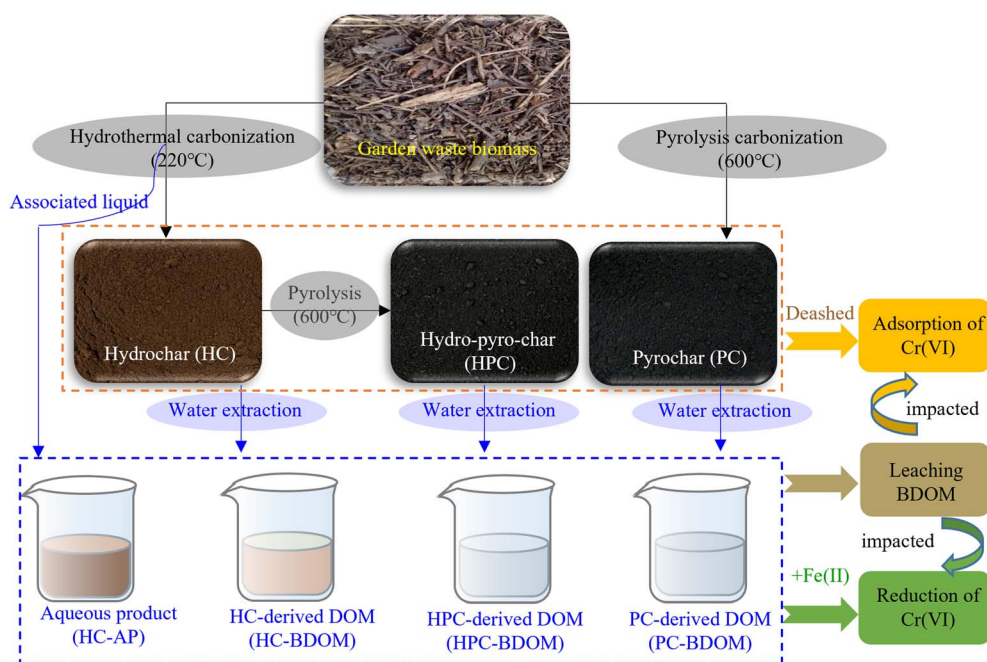 Hydrothermal carbonization
(220℃)
Garden waste biomass
Pyrolysis carbonization
(600℃)
Associated liquid
Hydrochar (HC)
Pyrolysis
(600℃)
Hydro-pyro-char
(HPC)
Pyrochar (PC)
Deashed
Adsorption of
Cr(VI)
impacted
Water extraction
Water extraction
Water extraction
Leaching
BDOM
impacted
+Fe(II)
Reduction of
Cr(VI)
Aqueous product
(HC-AP)
HC-derived DOM
(HC-BDOM)
HPC-derived DOM
(HPC-BDOM)
PC-derived DOM
(PC-BDOM)